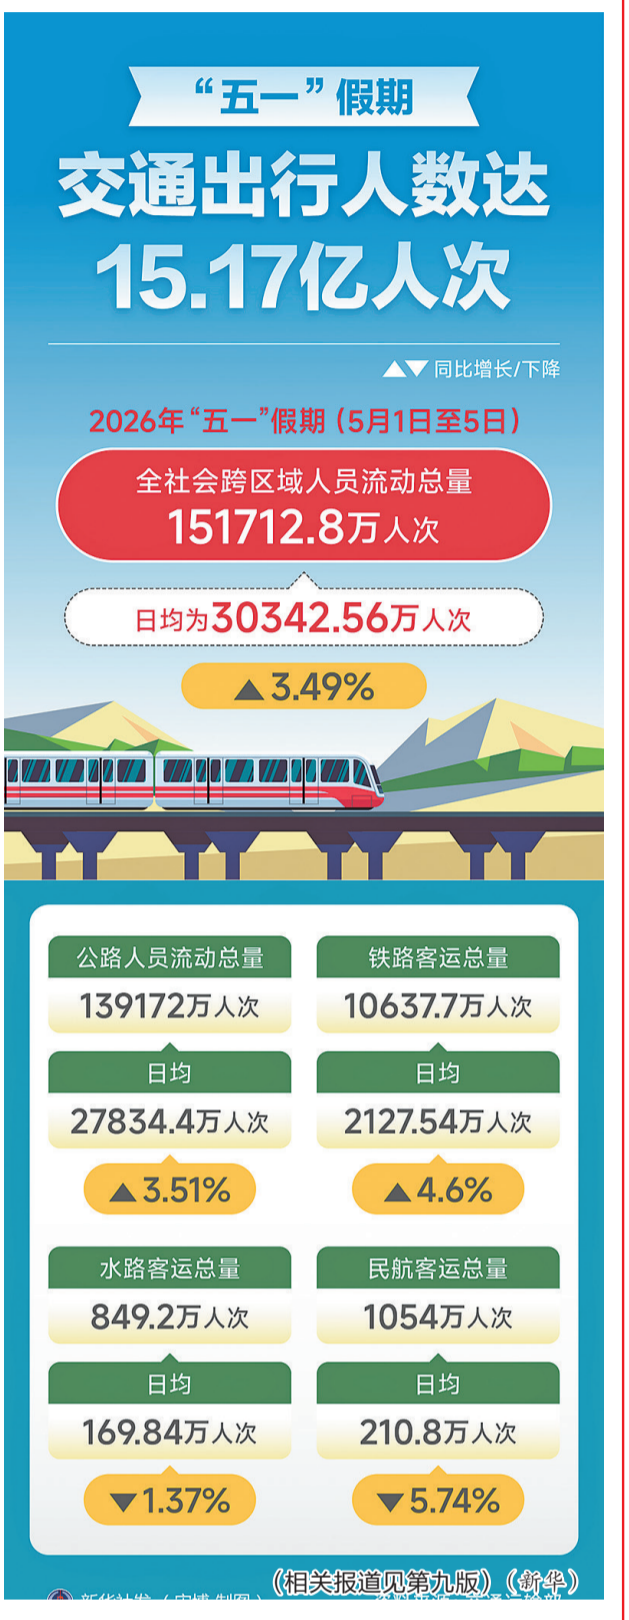 “五一”假期
交通出行人数达
15.17亿人次
▲▼同比增长/下降
2026年“五一”假期(5月1日至5日)
全社会跨区域人员流动总量
151712.8万人次
日均为30342.56万人次
▲3.49%
公路人员流动总量
139172万人次
日均
27834.4万人次
▲3.51%
铁路客运总量
10637.7万人次
日均
2127.54万人次
▲4.6%
水路客运总量
849.2万人次
日均
169.84万人次
▼1.37%
民航客运总量
1054万人次
日均
210.8万人次
▼5.74%
(相关报道见第九版)(新华)